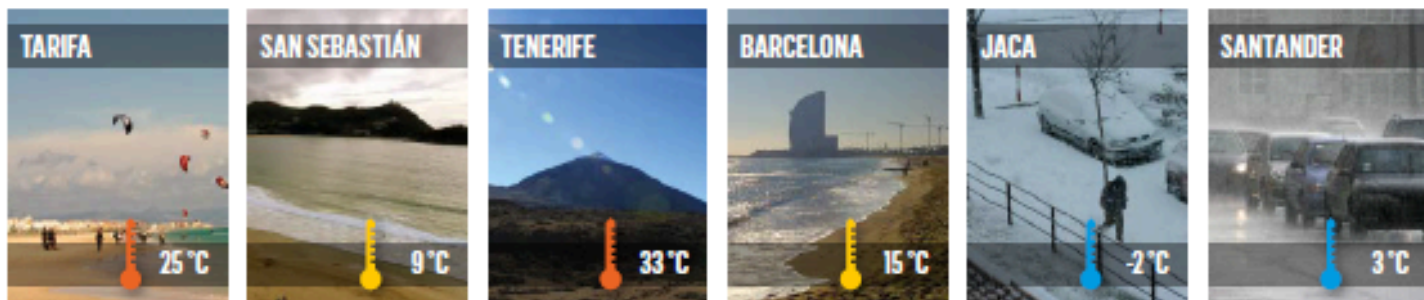 TARIFA
25 °C
SAN SEBASTIÁN
9 °C
TENERIFE
33 °C
BARCELONA
15 °C
JACA
-2 °C
SANTANDER
3 °C